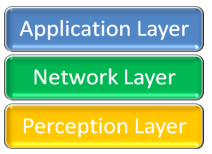 Application Layer
Network Layer
Perception Layer